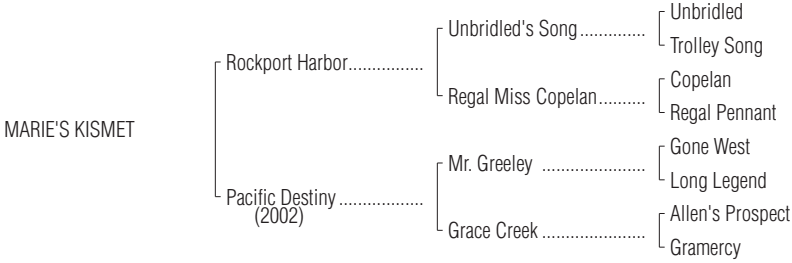 Unbridled
Unbridled's Song..............
Trolley Song
Rockport Harbor................
Copelan
Regal Miss Copelan..........
Regal Pennant
MARIE'S KISMET
Gone West
Mr. Greeley ......................
Long Legend
Pacific Destiny ..................
(2002)
Allen's Prospect
Grace Creek ......................
Gramercy